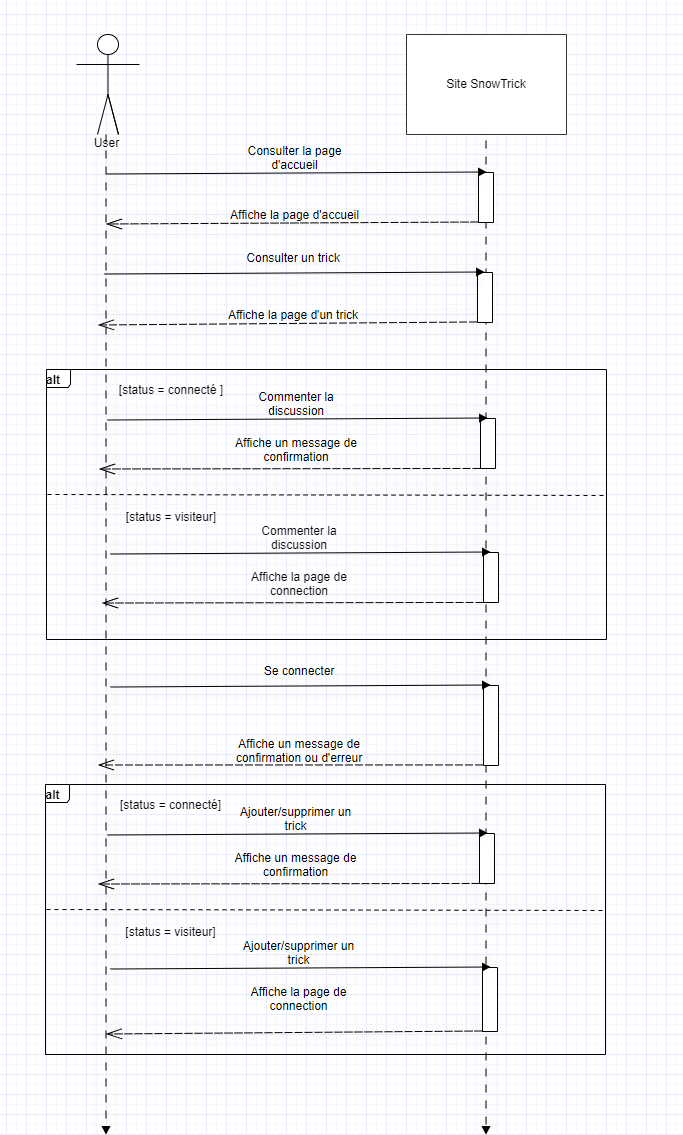 Site SnowTrick
User
Consulter la page
d'accueil
Affiche la page d'accueil
Consulter un trick
Affiche la page d'un trick
alt
[status = connecté ]
Commenter la
discussion
Affiche un message de
confirmation
[status = visiteur]
Commenter la
discussion
Affiche la page de
connection
Se connecter
Affiche un message de
confirmation ou d'erreur
alt
[status = connecté]
Ajouter/supprimer un
trick
Affiche un message de
confirmation
[status = visiteur]
Ajouter/supprimer un
trick
Affiche la page de
connection